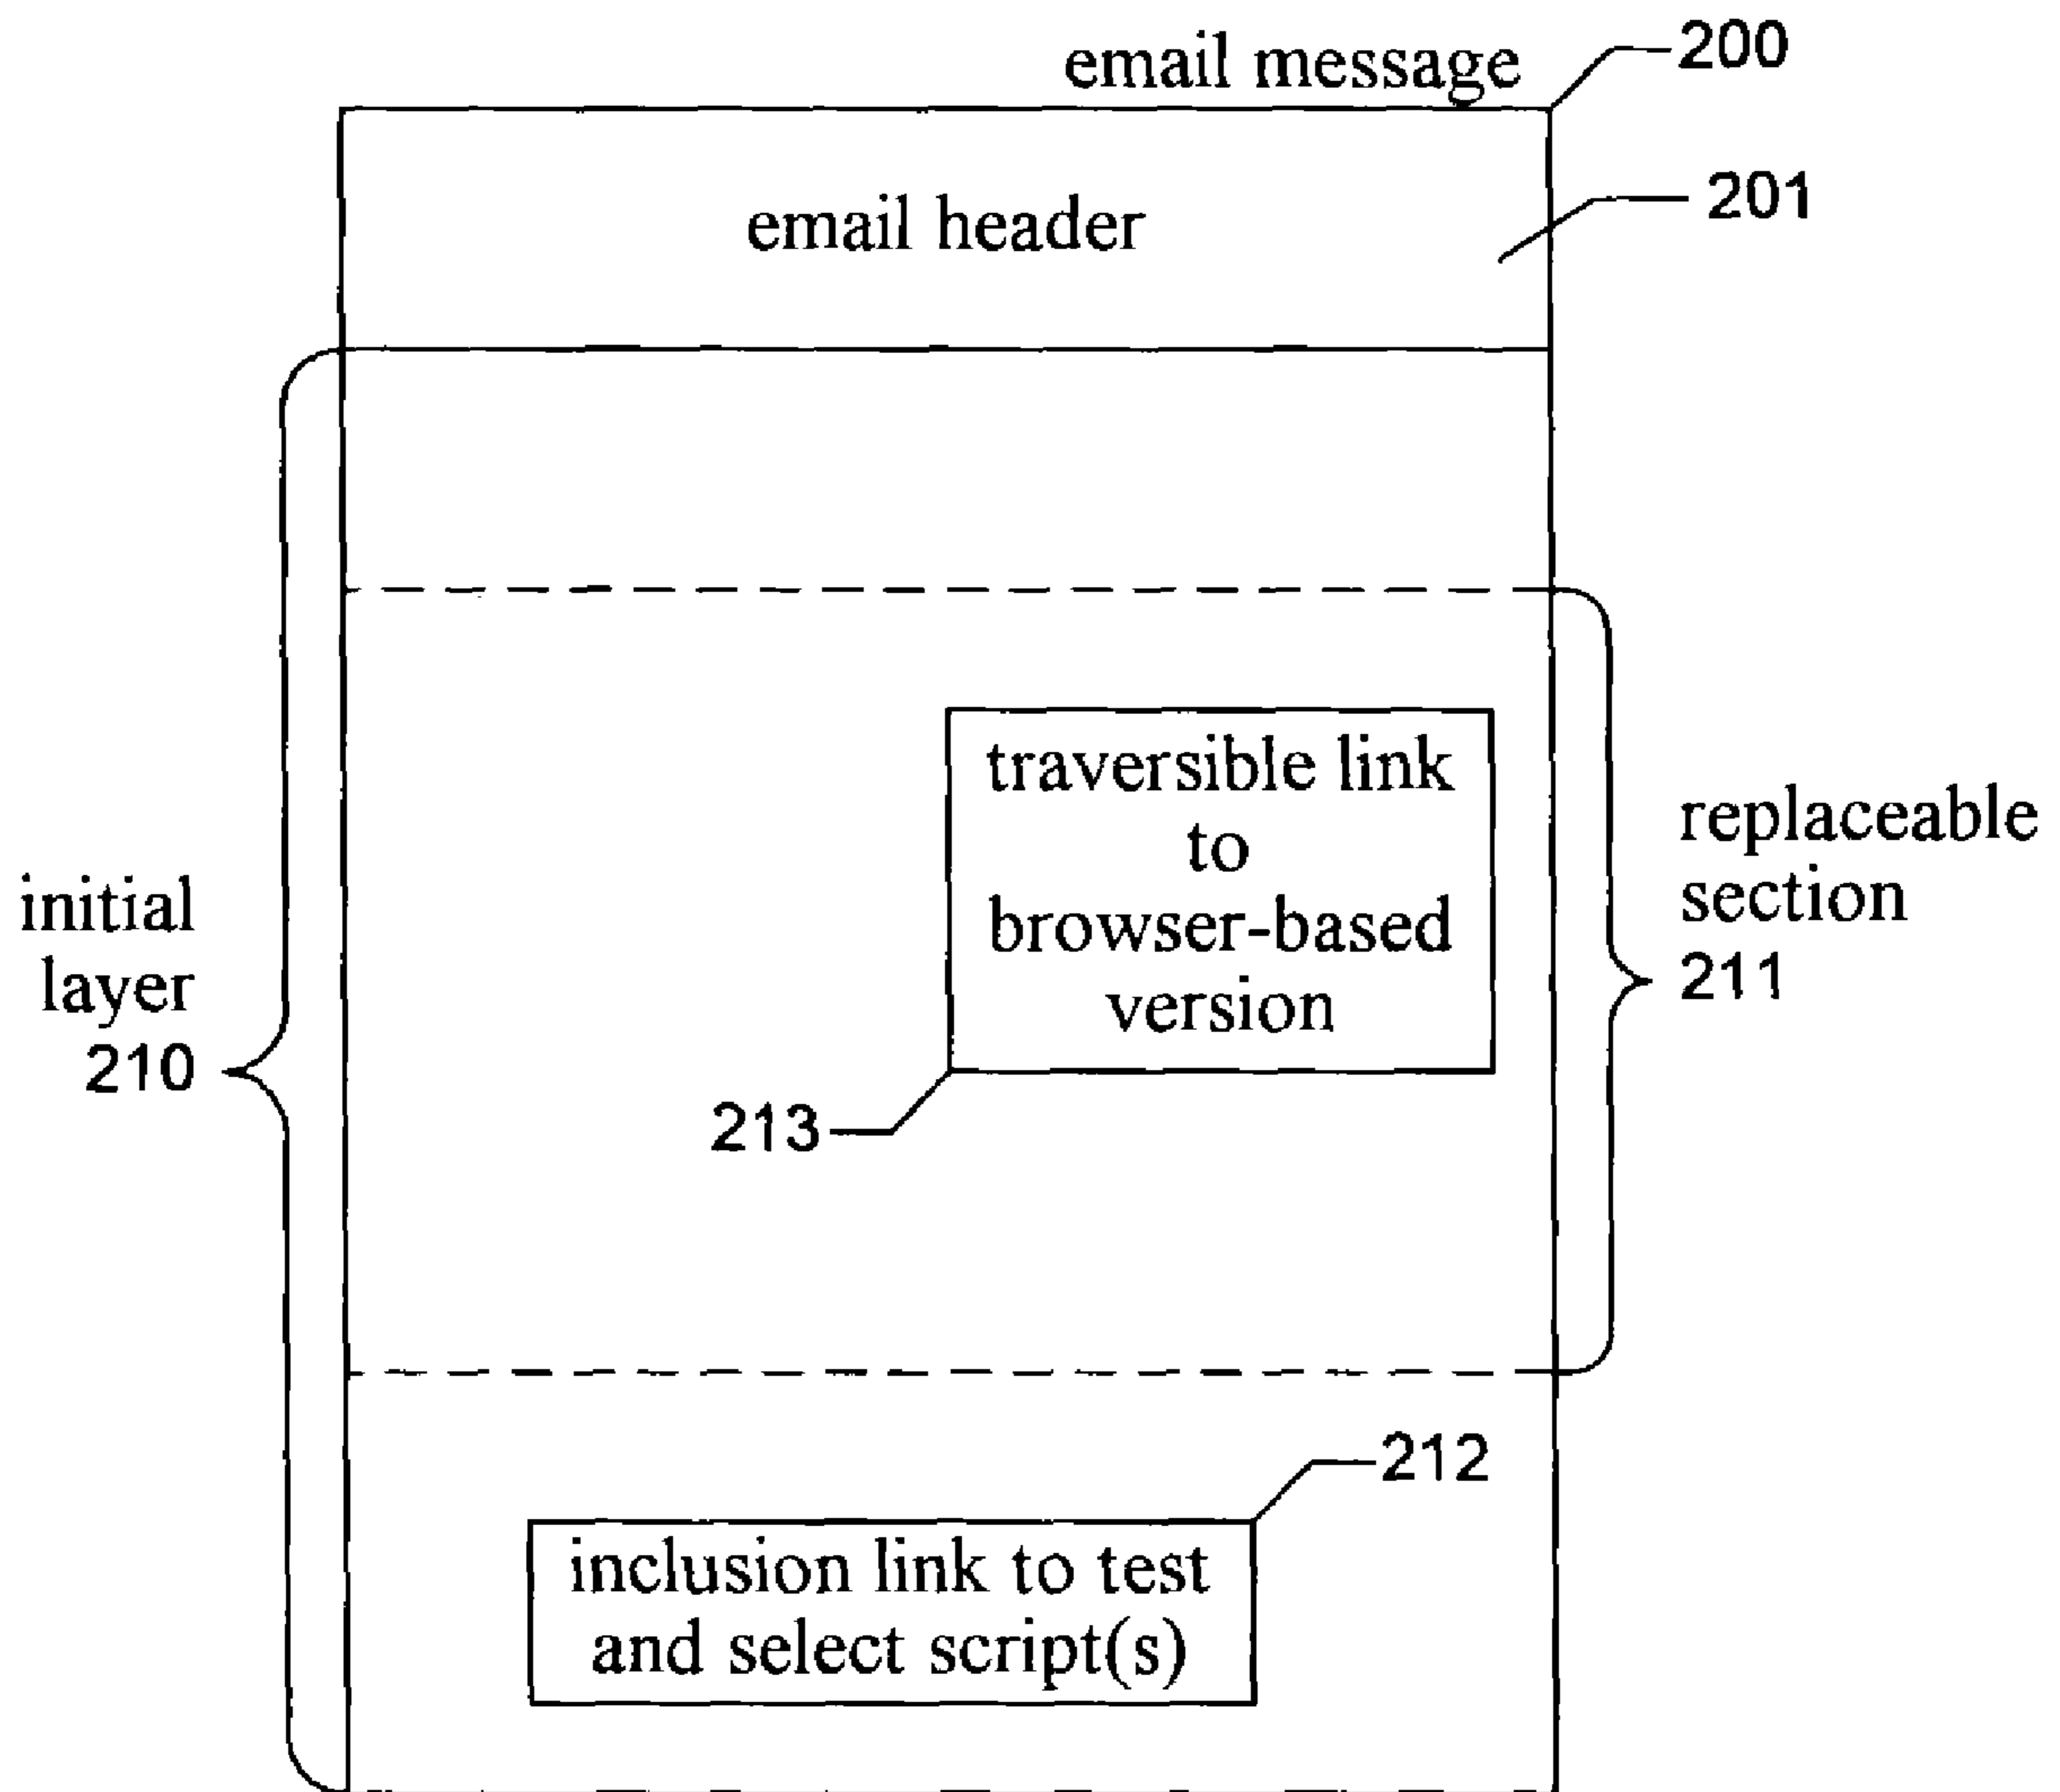 email message
200
email header
201
initial
layer
210
traversible link
to
browser-based
version
213
replaceable
section
211
212
inclusion link to test
and select script(s)